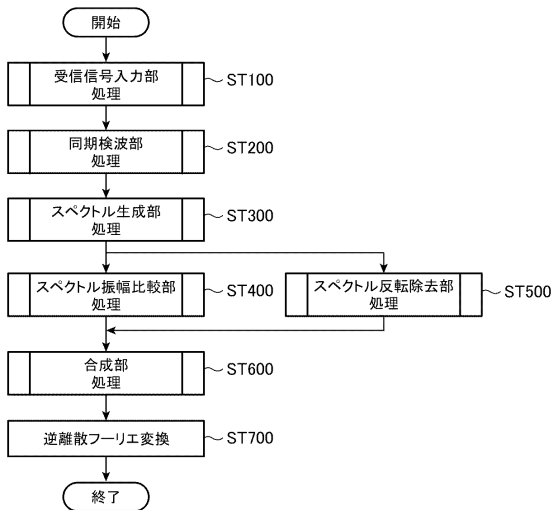 開始
受信信号入力部
処理
ST100
同期検波部
処理
ST200
スペクトル生成部
処理
ST300
スペクトル振幅比較部
処理
ST400
スペクトル反転除去部
処理
ST500
合成部
処理
ST600
逆離散フーリエ変換
ST700
終了